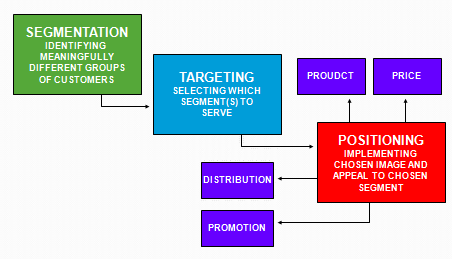 SEGMENTATION
IDENTIFYING
MEANINGFULLY
DIFFERENT GROUPS
OF CUSTOMERS
TARGETING
SELECTING WHICH
SEGMENT(S) TO
SERVE
PROUDCT
PRICE
POSITIONING
IMPLEMENTING
CHOSEN IMAGE AND
APPEAL TO CHOSEN
SEGMENT
DISTRIBUTION
PROMOTION